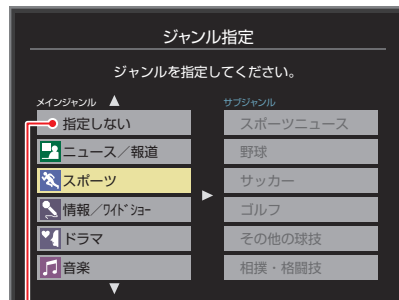 ジャンル指定
ジャンルを指定してください。
メインジャンル
指定しない
ニュース／報道
スポーツ
情報／ワイドショー
ドラマ
音楽
サブジャンル
スポーツニュース
野球
サッカー
ゴルフ
その他の球技
相撲・格闘技